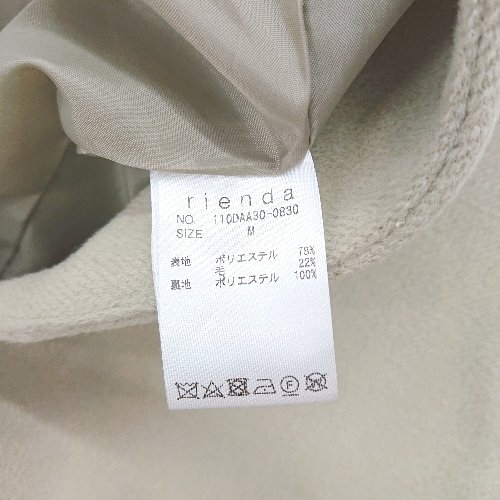 rienda
NO. 110DAA30-0830
SIZE M
表地 ポリエステル 78%
毛 22%
裏地 ポリエステル 100%